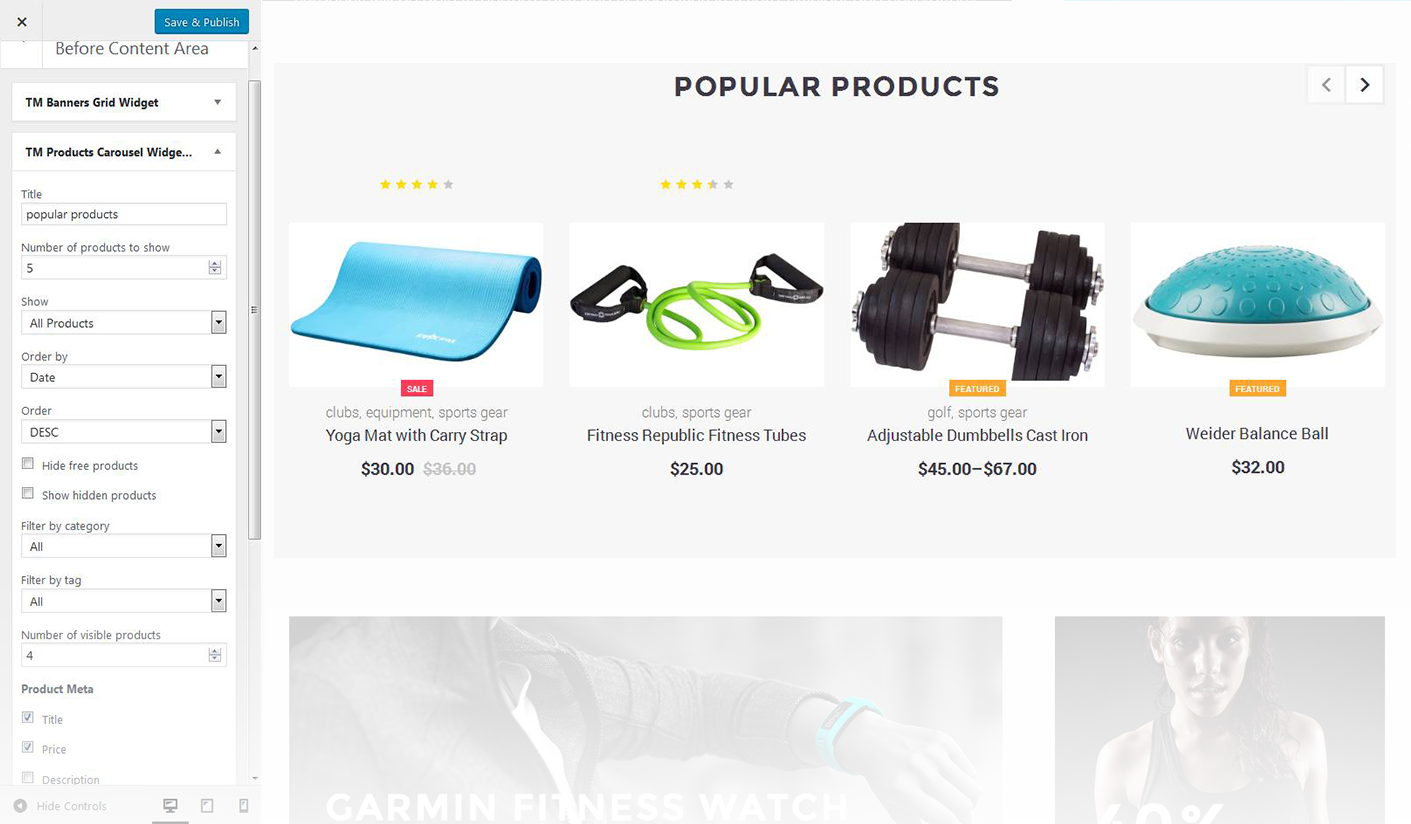 Save & Publish
Before Content Area
TM Banners Grid Widget
TM Products Carousel Widge...
Title
popular products
Number of products to show
5
Show
All Products
Order by
Date
Order
DESC
Hide free products
Show hidden products
Filter by category
All
Filter by tag
All
Number of visible products
4
Product Meta
Title
Price
Description
Hide Controls
POPULAR PRODUCTS
SALE
clubs, equipment, sports gear
Yoga Mat with Carry Strap
$30.00 $36.00
clubs, sports gear
Fitness Republic Fitness Tubes
$25.00
FEATURED
golf, sports gear
Adjustable Dumbbells Cast Iron
$45.00–$67.00
FEATURED
Weider Balance Ball
$32.00
GARMIN FITNESS WATCH
60%